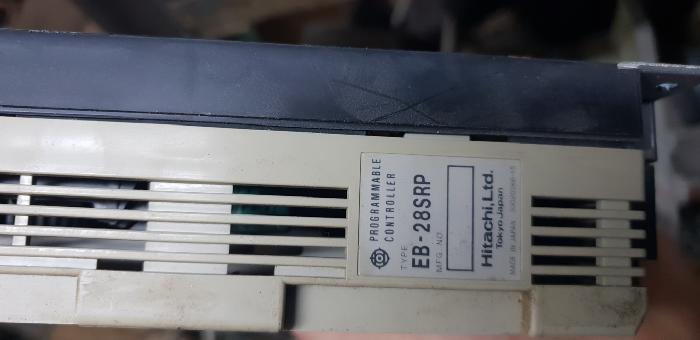 PROGRAMMABLE
CONTROLLER
TYPE
EB-28SRP
MFG. NO.
Hitachi, Ltd.
Tokyo Japan
MADE IN JAPAN